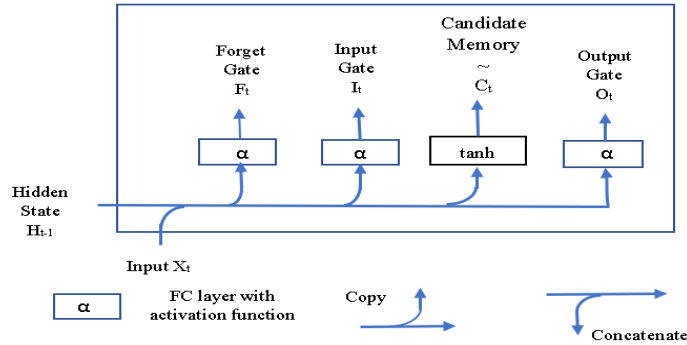 Forget
Gate
Fₜ
Input
Gate
Iₜ
Candidate
Memory
~
Cₜ
Output
Gate
Oₜ
α
α
tanh
α
Hidden
State
Hₜ₋₁
Input Xₜ
α
FC layer with
activation function
Copy
Concatenate